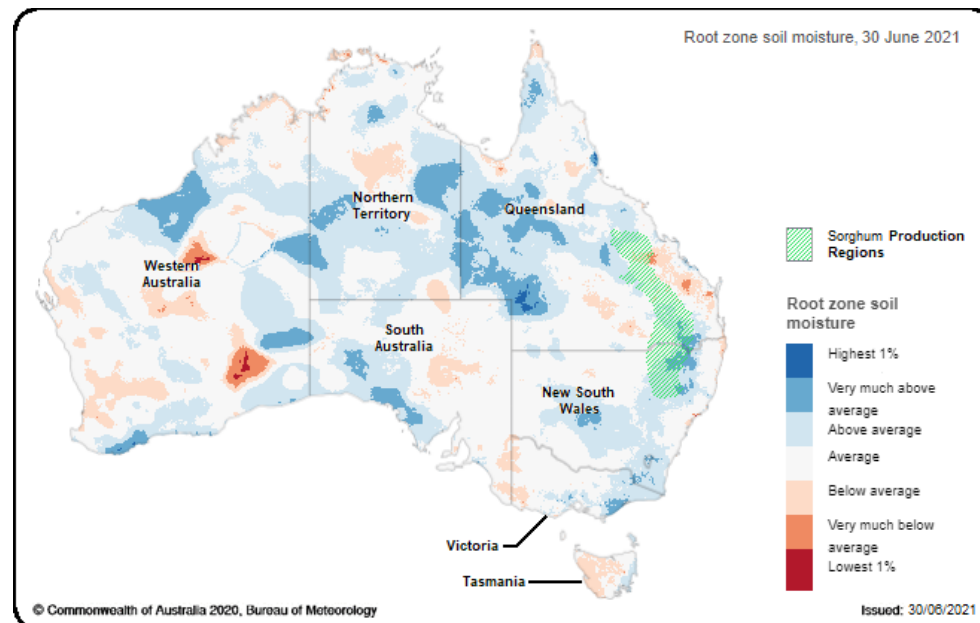 Root zone soil moisture, 30 June 2021
Northern
Territory
Queensland
Western
Australia
South
Australia
New South
Wales
Victoria
Tasmania
Sorghum Production
Regions
Root zone soil
moisture
Highest 1%
Very much above
average
Above average
Average
Below average
Very much below
average
Lowest 1%
© Commonwealth of Australia 2020, Bureau of Meteorology
Issued: 30/06/2021